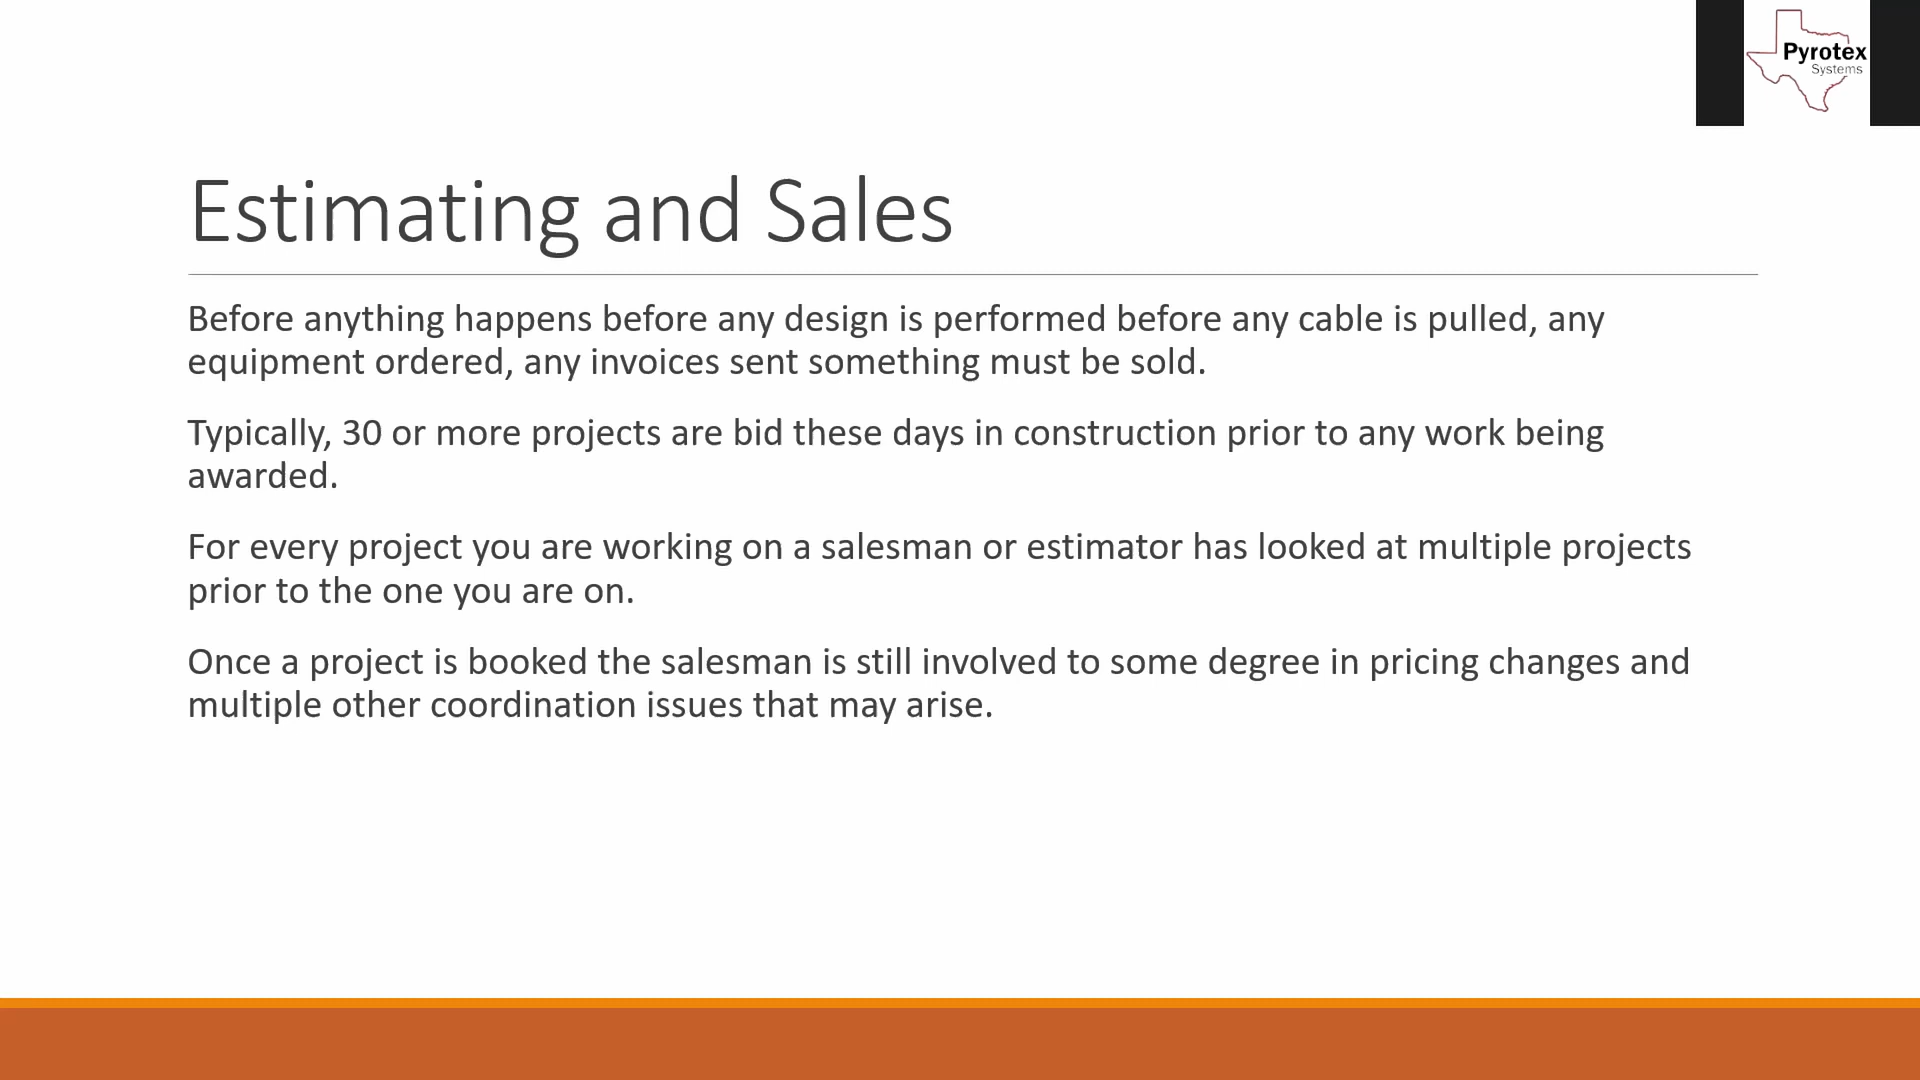 Pyrotex
Systems
Estimating and Sales
Before anything happens before any design is performed before any cable is pulled, any
equipment ordered, any invoices sent something must be sold.
Typically, 30 or more projects are bid these days in construction prior to any work being
awarded.
For every project you are working on a salesman or estimator has looked at multiple projects
prior to the one you are on.
Once a project is booked the salesman is still involved to some degree in pricing changes and
multiple other coordination issues that may arise.